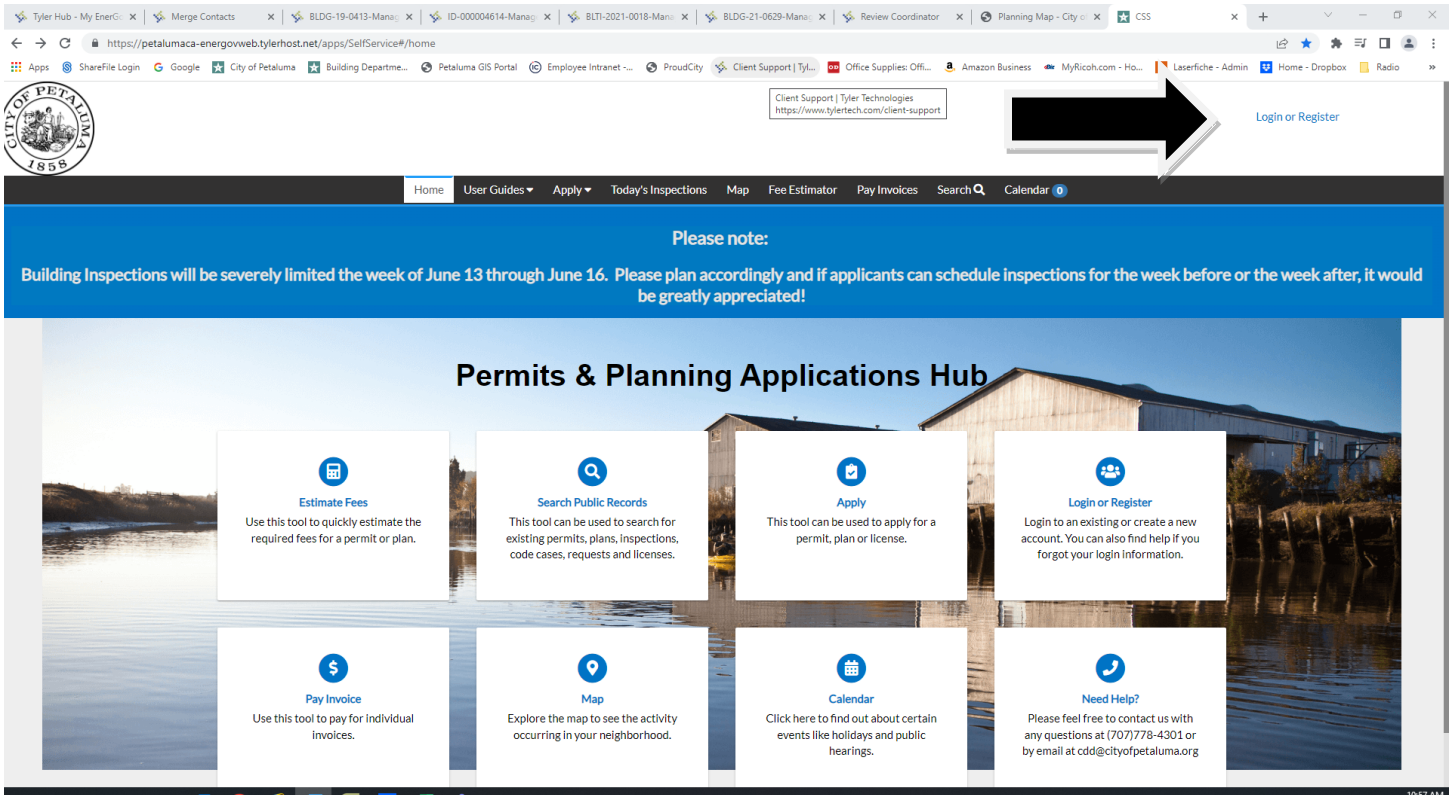 Tyler Hub - My EnerGo
Merge Contacts
BLDG-19-0413-Manag
ID-000004614-Manag
BLTI-2021-0018-Mana
BLDG-21-0629-Manag
Review Coordinator
Planning Map - City o
CSS
https://petalumaca-energovweb.tylerhost.net/apps/SelfService#/home
Apps
ShareFile Login
Google
City of Petaluma
Building Departme...
Petaluma GIS Portal
Employee Intranet -...
ProudCity
Client Support | Tyl...
Office Supplies: Offi...
Amazon Business
MyRicoh.com - Ho...
Laserfiche - Admin
Home - Dropbox
Radio
»
CITY OF PETALUMA
1858
Client Support | Tyler Technologies
https://www.tylertech.com/client-support
Login or Register
Home
User Guides
Apply
Today's Inspections
Map
Fee Estimator
Pay Invoices
Search
Calendar 0
Please note:
Building Inspections will be severely limited the week of June 13 through June 16. Please plan accordingly and if applicants can schedule inspections for the week before or the week after, it would
be greatly appreciated!
Permits & Planning Applications Hub
Estimate Fees
Use this tool to quickly estimate the
required fees for a permit or plan.
Search Public Records
This tool can be used to search for
existing permits, plans, inspections,
code cases, requests and licenses.
Apply
This tool can be used to apply for a
permit, plan or license.
Login or Register
Login to an existing or create a new
account. You can also find help if you
forgot your login information.
Pay Invoice
Use this tool to pay for individual
invoices.
Map
Explore the map to see the activity
occurring in your neighborhood.
Calendar
Click here to find out about certain
events like holidays and public
hearings.
Need Help?
Please feel free to contact us with
any questions at (707)778-4301 or
by email at cdd@cityofpetaluma.org
10:57 AM